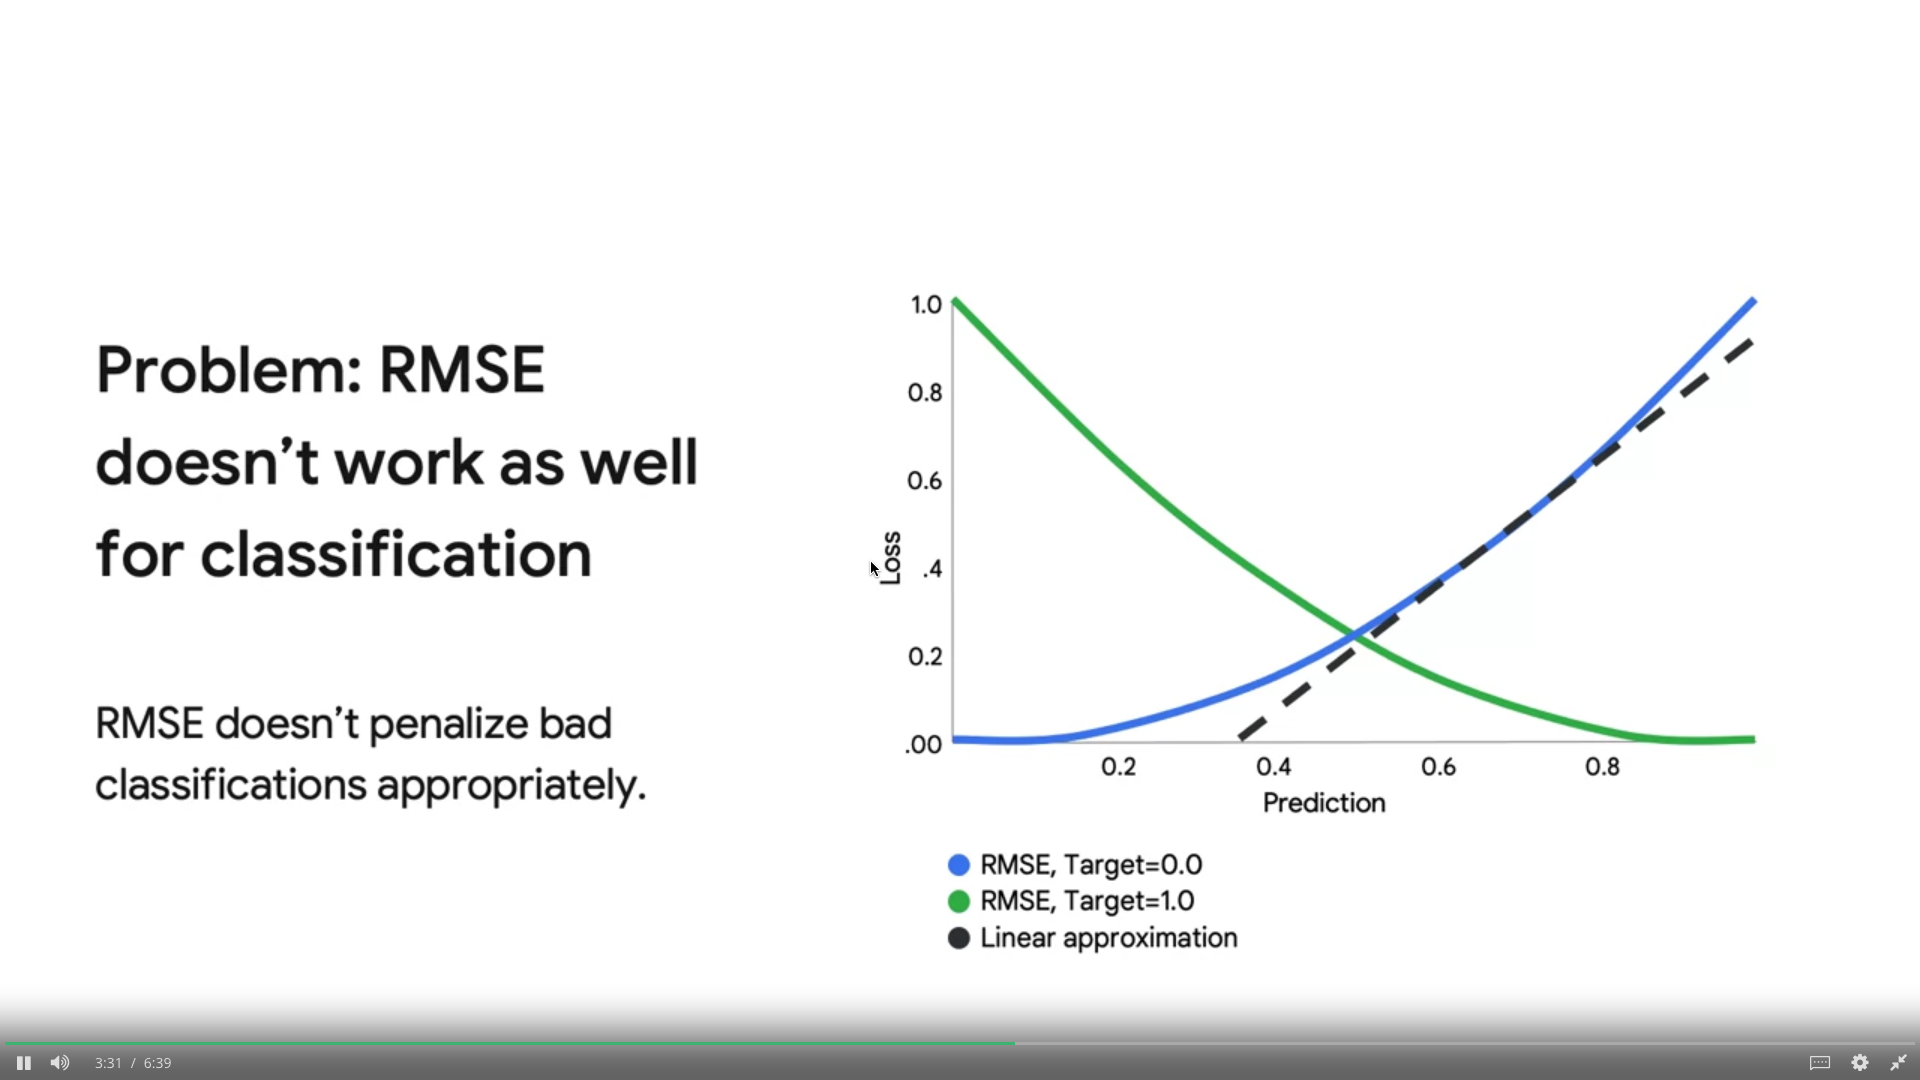 Problem: RMSE
doesn't work as well
for classification
RMSE doesn't penalize bad
classifications appropriately.
1.0
0.8
0.6
.4
0.2
.00
Loss
0.2 0.4 0.6 0.8
Prediction
RMSE, Target=0.0
RMSE, Target=1.0
Linear approximation
3:31 / 6:39